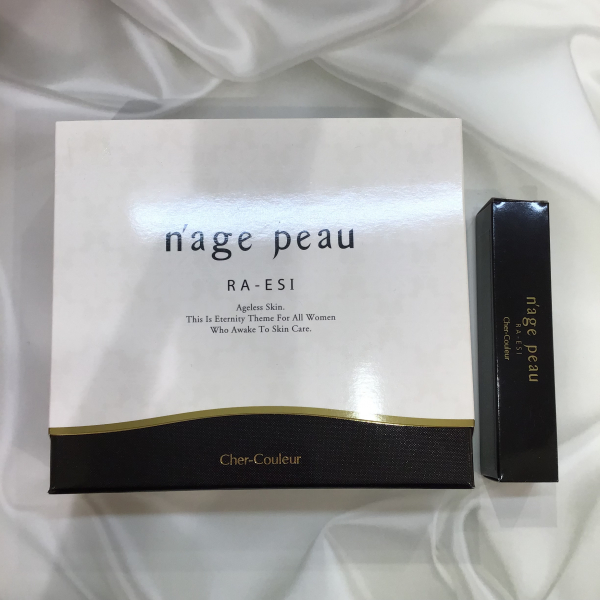 n'age peau
RA-ESI
Ageless Skin.
This Is Eternity Theme For All Women
Who Awake To Skin Care.
Cher-Couleur
n'age peau
RA-ESI
Cher-Couleur